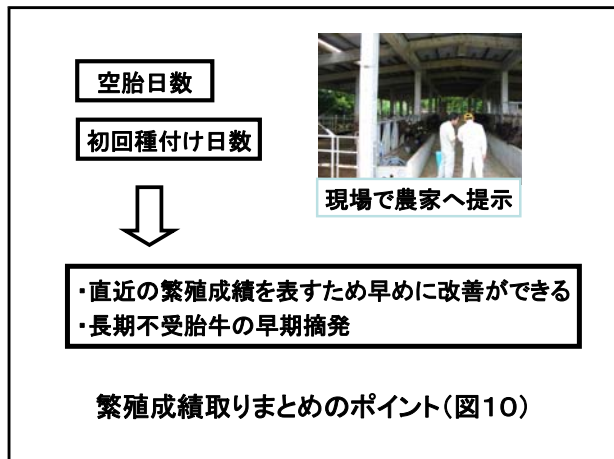 空胎日数
初回種付け日数
現場で農家へ提示
・直近の繁殖成績を表すため早めに改善ができる
・長期不受胎牛の早期摘発
繁殖成績取りまとめのポイント(図10)